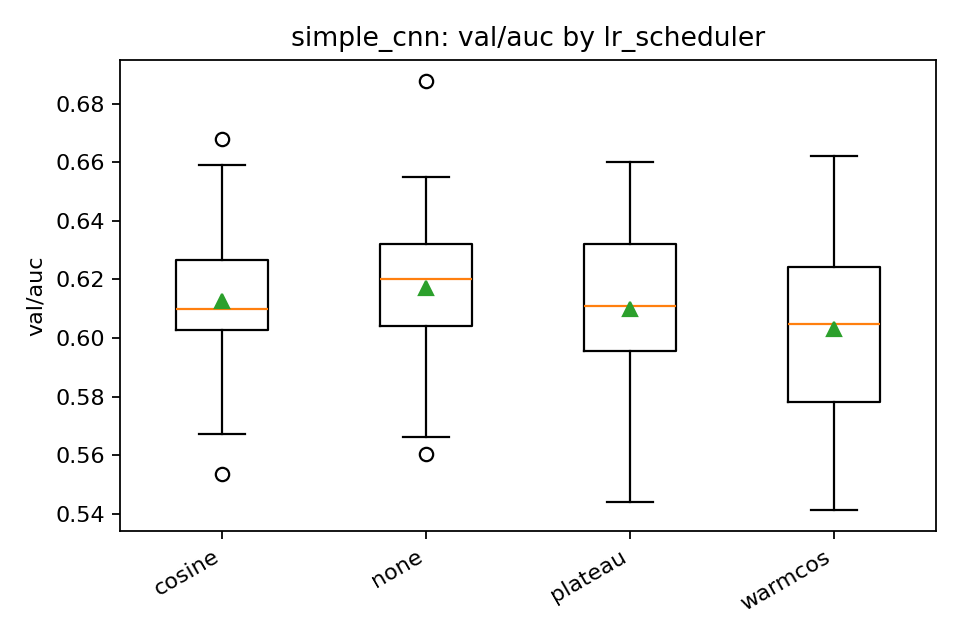 simple_cnn: val/auc by lr_scheduler
val/auc
0.68
0.66
0.64
0.62
0.60
0.58
0.56
0.54
cosine
none
plateau
warmcos